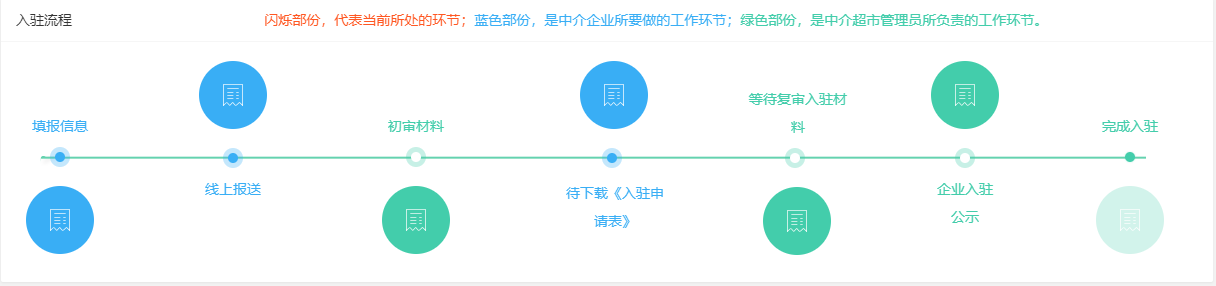 入驻流程
闪烁部份，代表当前所处的环节；蓝色部份，是中介企业所要做的工作环节；绿色部份，是中介超市管理员所负责的工作环节。
填报信息
线上报送
初审材料
待下载《入驻申
请表》
等待复审入驻材
料
企业入驻
公示
完成入驻